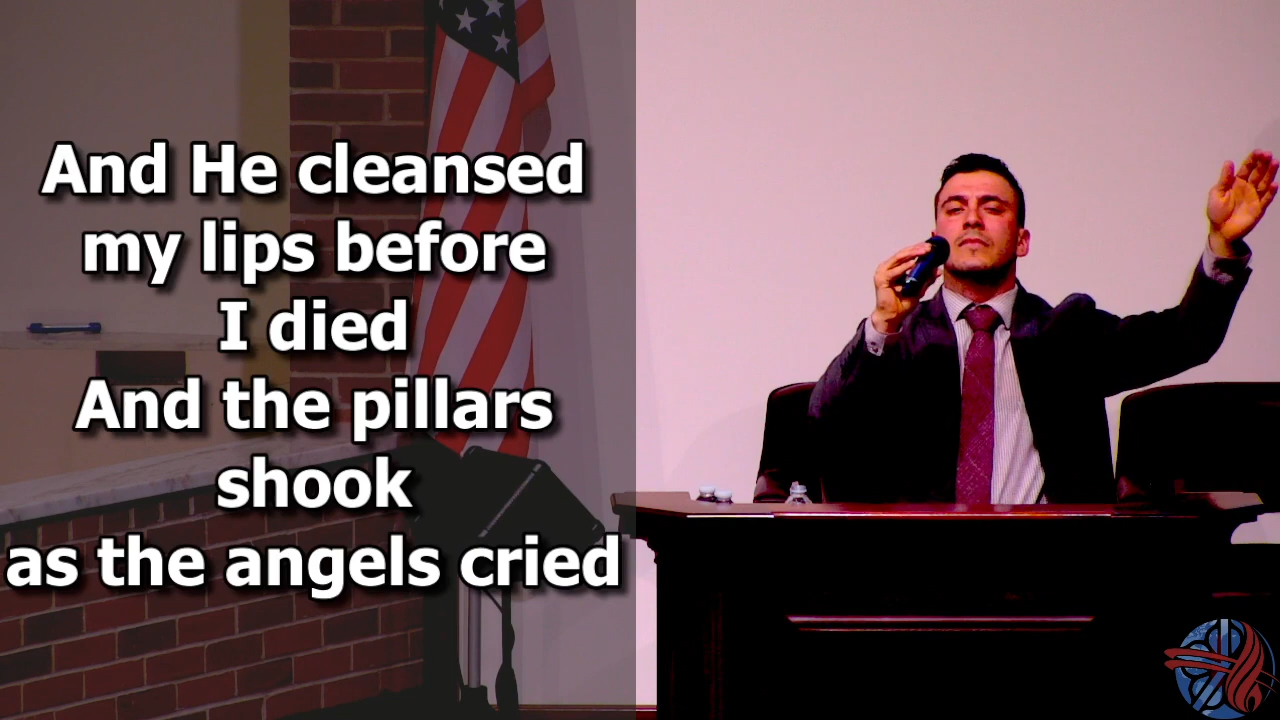 And He cleansed
my lips before
I died
And the pillars
shook
as the angels cried